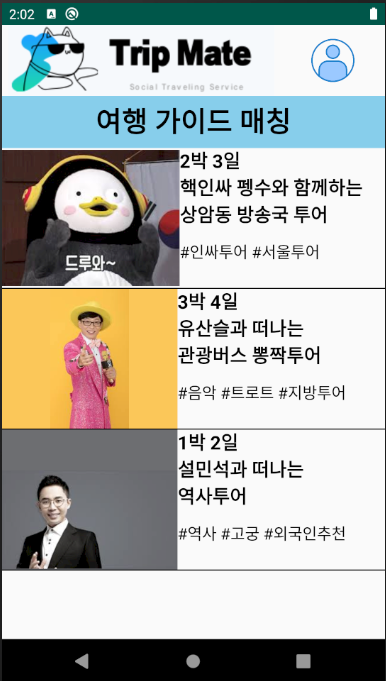 2:02
Trip Mate
Social Traveling Service
여행 가이드 매칭
2박 3일
핵인싸 펭수와 함께하는
상암동 방송국 투어
#인싸투어 #서울투어
드루와~
3박 4일
유산슬과 떠나는
관광버스 뽕짝투어
#음악 #트로트 #지방투어
1박 2일
설민석과 떠나는
역사투어
#역사 #고궁 #외국인추천